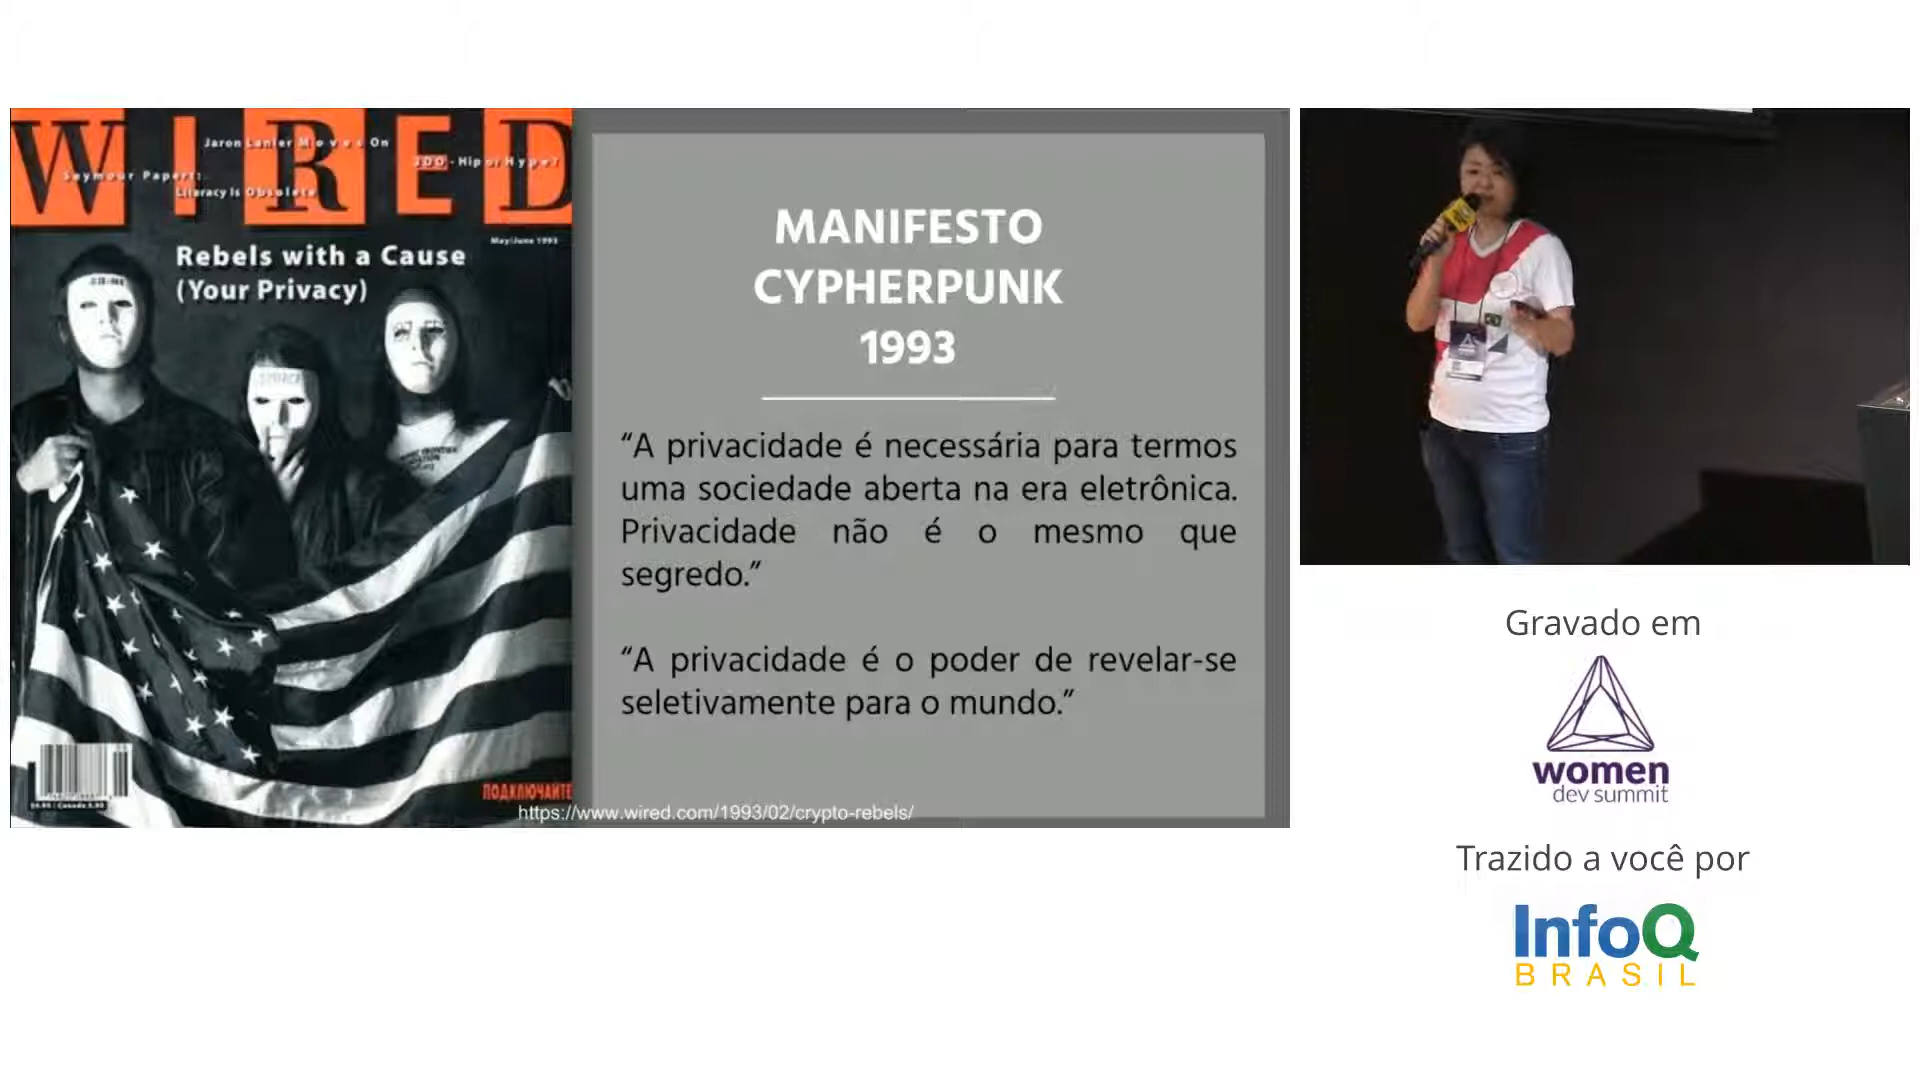 WIRED
Jaron Lanier Moves On
3DO - Hip or Hype?
Seymour Papert:
Literacy Is Obsolete
May/June 1993
Rebels with a Cause
(Your Privacy)
ПОДКЛЮЧАЙТЕ
MANIFESTO
CYPHERPUNK
1993
“A privacidade é necessária para termos
uma sociedade aberta na era eletrônica.
Privacidade não é o mesmo que
segredo.”
“A privacidade é o poder de revelar-se
seletivamente para o mundo.”
https://www.wired.com/1993/02/crypto-rebels/
Gravado em
women
dev summit
Trazido a você por
InfoQ
BRASIL